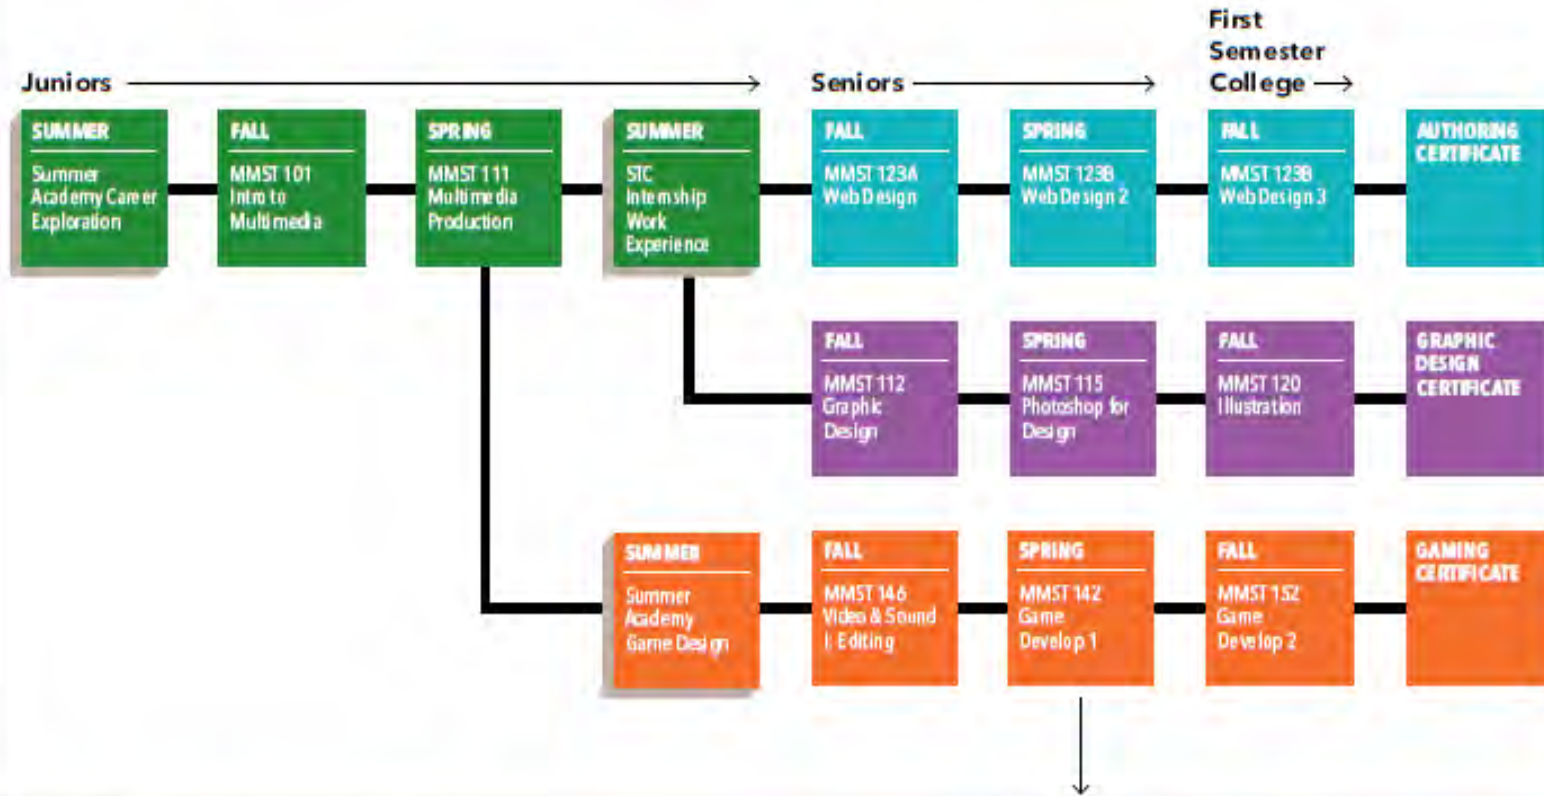 First
Semester
College
Juniors
Seniors
SUMMER
Summer
Academy Career
Exploration
FALL
MMST 101
Intro to
Multimedia
SPRING
MMST 111
Multimedia
Production
SUMMER
STC
Internship
Work
Experience
FALL
MMST 123A
Web Design
SPRING
MMST 123B
Web Design 2
FALL
MMST 123B
Web Design 3
AUTHORING
CERTIFICATE
FALL
MMST 112
Graphic
Design
SPRING
MMST 115
Photoshop for
Design
FALL
MMST 120
Illustration
GRAPHIC
DESIGN
CERTIFICATE
SUMMER
Summer
Academy
Game Design
FALL
MMST 146
Video & Sound
I: Editing
SPRING
MMST 142
Game
Develop 1
FALL
MMST 152
Game
Develop 2
GAMING
CERTIFICATE